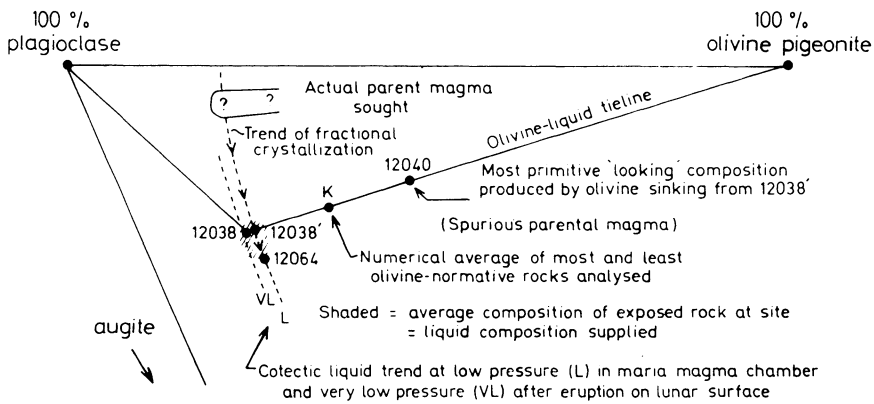 100 %
plagioclase
100 %
olivine pigeonite
? ?
Actual parent magma
sought
Trend of fractional
crystallization
Olivine-liquid tieline
12040
Most primitive 'looking' composition
produced by olivine sinking from 12038'
(Spurious parental magma)
K
12038
12038'
12064
Numerical average of most and least
olivine-normative rocks analysed
VL
L
Shaded = average composition of exposed rock at site
= liquid composition supplied
augite
Cotectic liquid trend at low pressure (L) in maria magma chamber
and very low pressure (VL) after eruption on lunar surface